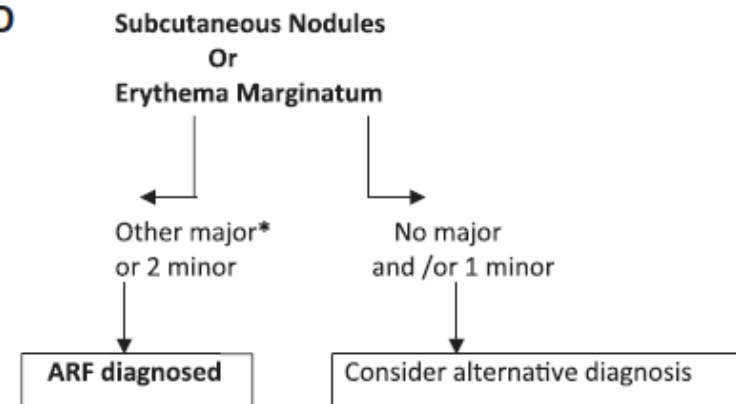 D
Subcutaneous Nodules
Or
Erythema Marginatum
Other major*
or 2 minor
No major
and /or 1 minor
ARF diagnosed
Consider alternative diagnosis